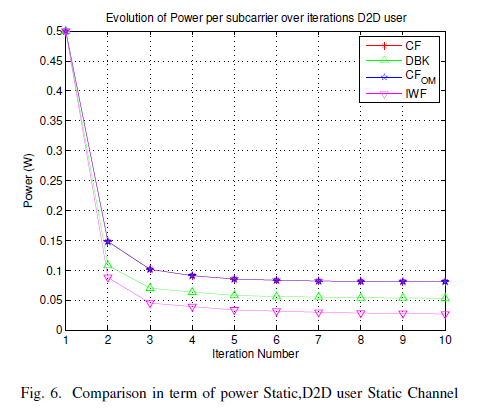 Evolution of Power per subcarrier over iterations D2D user
0.5
0.45
0.4
0.35
0.3
0.25
0.2
0.15
0.1
0.05
0
Power (W)
CF
DBK
CF_OM
IWF
1 2 3 4 5 6 7 8 9 10
Iteration Number
Fig. 6. Comparison in term of power Static,D2D user Static Channel